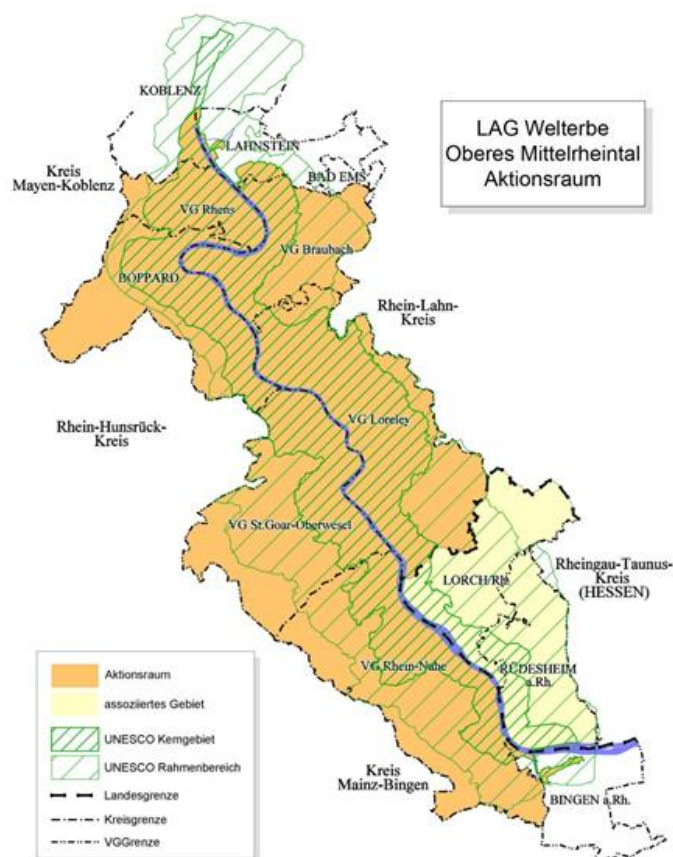 KOBLENZ
LAG Welterbe
Oberes Mittelrheintal
Aktionsraum
LAHNSTEIN
Kreis
Mayen-Koblenz
BAD EMS
VG Rhens
VG Braubach
BOPPARD
Rhein-Lahn-
Kreis
VG Loreley
Rhein-Hunsrück-
Kreis
VG St.Goar-Oberwesel
Rheingau-Taunus-
Kreis
(HESSEN)
LORCH/Rh.
VG Rhein-Nahe
RÜDESHEIM
a.Rh.
Kreis
Mainz-Bingen
BINGEN a.Rh.
Aktionsraum
assoziiertes Gebiet
UNESCO Kerngebiet
UNESCO Rahmenbereich
Landesgrenze
Kreisgrenze
VGGrenze